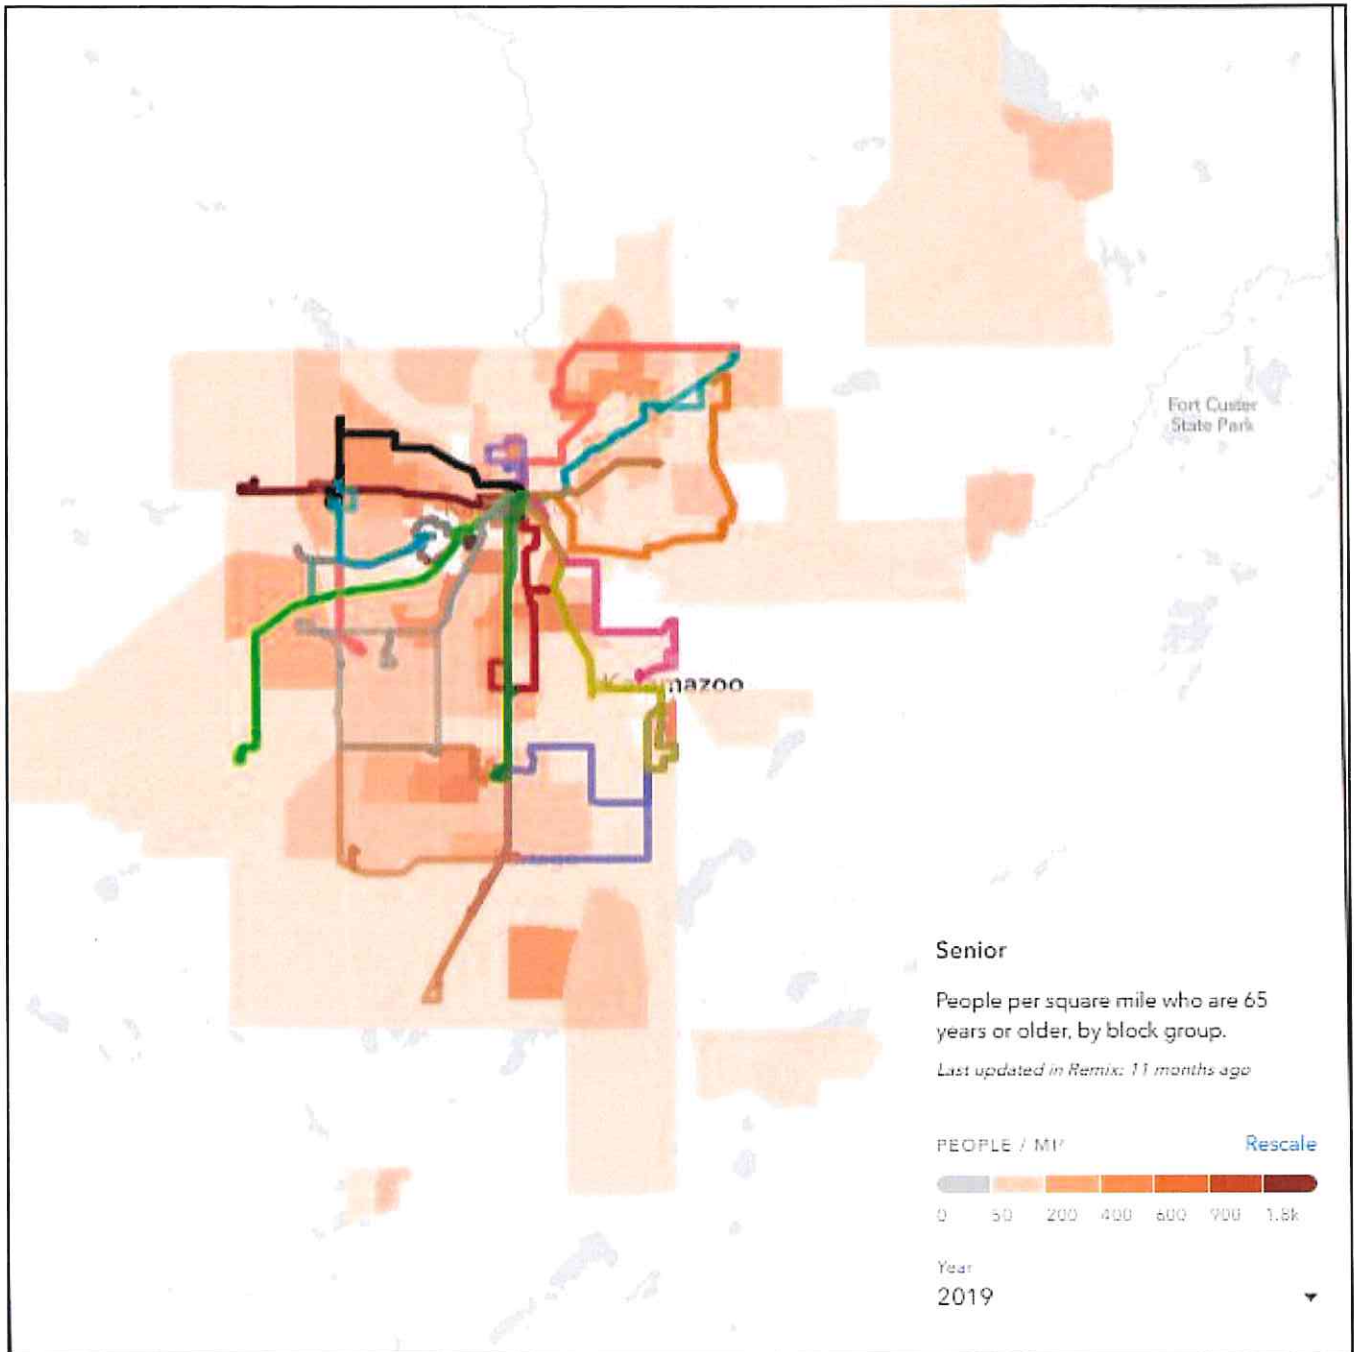 Fort Custer
State Park
Senior
People per square mile who are 65
years or older, by block group.
Last updated in Remix: 11 months ago
PEOPLE / MI²
Rescale
0 50 200 400 600 900 1.8k
Year
2019